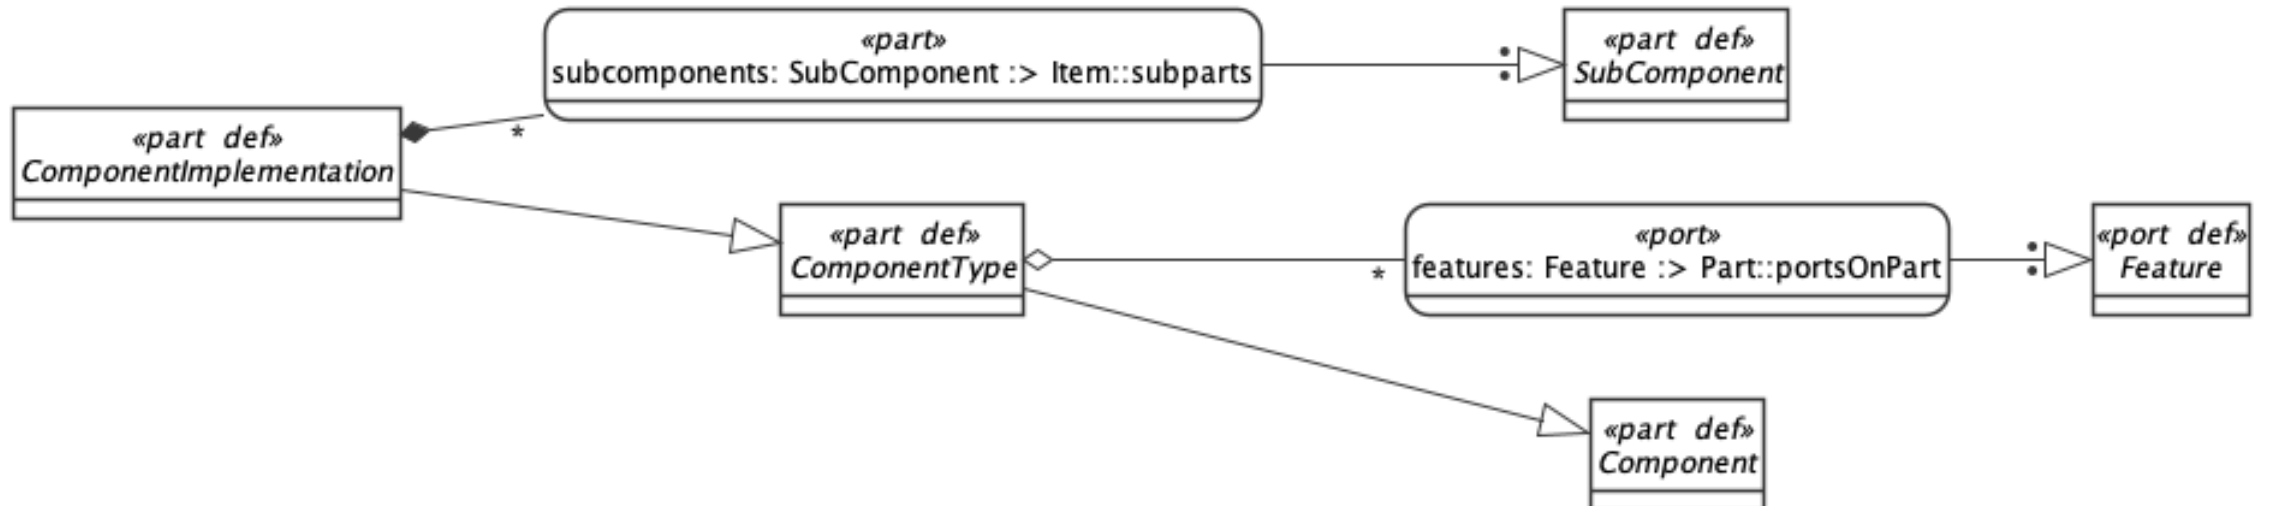 «part»
subcomponents: SubComponent :> Item::subparts
«part def»
SubComponent
«part def»
ComponentImplementation
*
«part def»
ComponentType
*
«port»
features: Feature :> Part::portsOnPart
«port def»
Feature
«part def»
Component